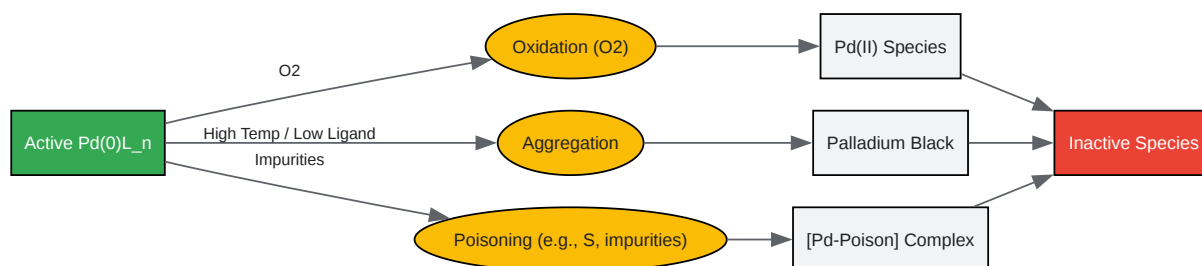 Oxidation (O2)
Pd(II) Species
O2
Active Pd(0)L_n
High Temp / Low Ligand
Aggregation
Palladium Black
Inactive Species
Impurities
Poisoning (e.g., S, impurities)
[Pd-Poison] Complex